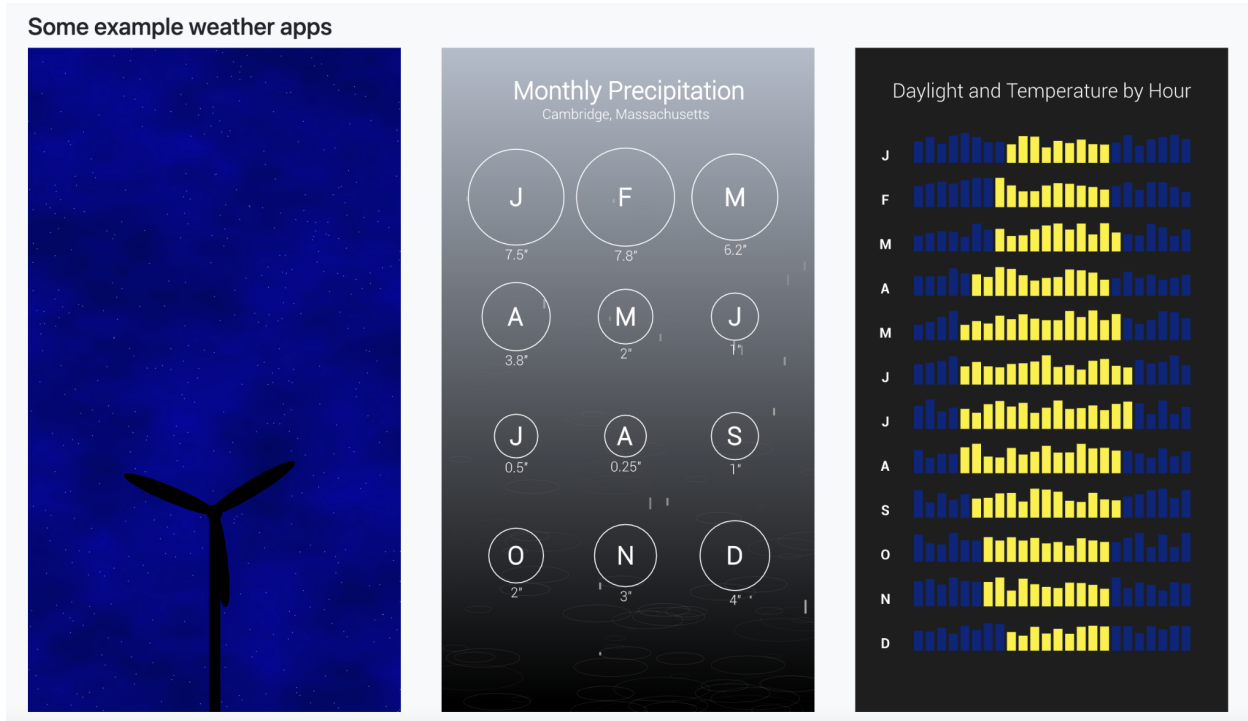 Some example weather apps
Monthly Precipitation
Cambridge, Massachusetts
J F M
7.5" 7.8" 6.2"
A M J
3.8" 2" 1"
J A S
0.5" 0.25" 1"
O N D
2" 3" 4"
Daylight and Temperature by Hour
J
F
M
A
M
J
J
A
S
O
N
D